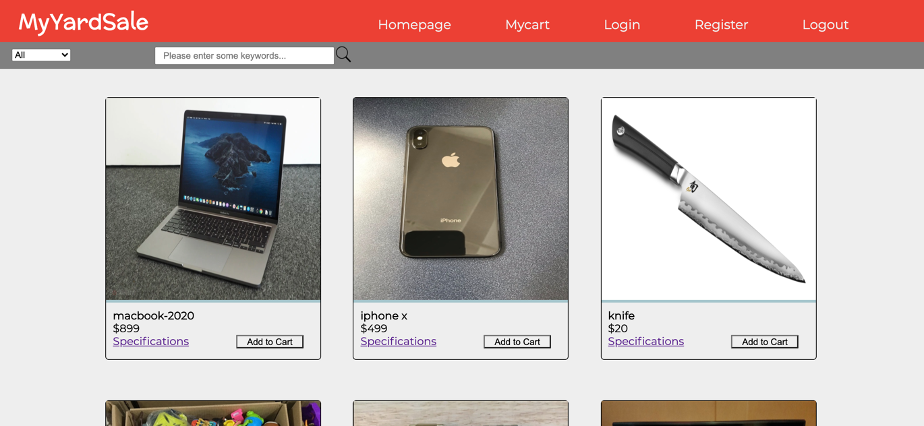 MyYardSale
Homepage
Mycart
Login
Register
Logout
All
Please enter some keywords...
iPhone
macbook-2020
$899
Specifications
Add to Cart
iphone x
$499
Specifications
Add to Cart
knife
$20
Specifications
Add to Cart